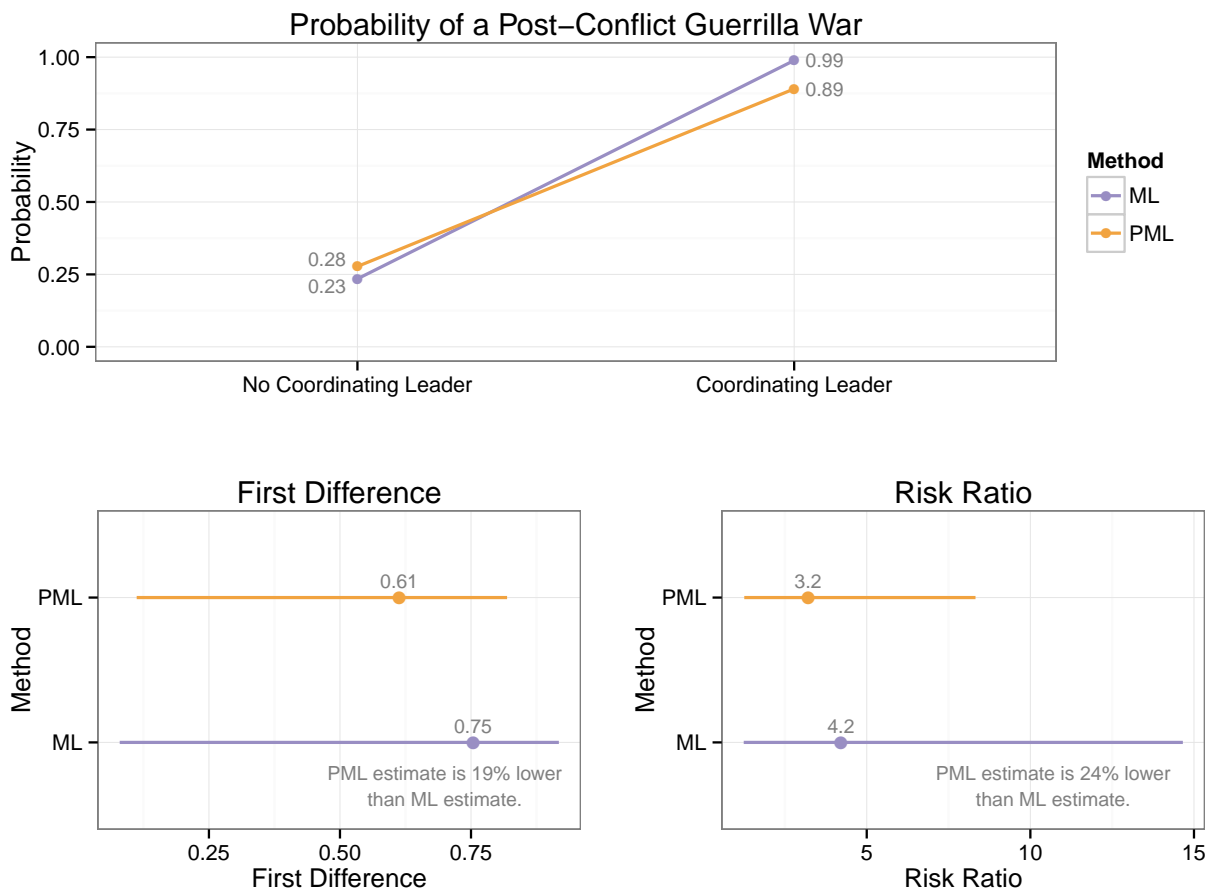 Probability of a Post−Conflict Guerrilla War
1.00
0.75
0.50
0.25
0.00
Probability
0.99
0.89
0.28
0.23
No Coordinating Leader
Coordinating Leader
Method
ML
PML
First Difference
PML
ML
Method
0.61
0.75
PML estimate is 19% lower
than ML estimate.
0.25
0.50
0.75
First Difference
Risk Ratio
PML
ML
Method
3.2
4.2
PML estimate is 24% lower
than ML estimate.
5
10
15
Risk Ratio